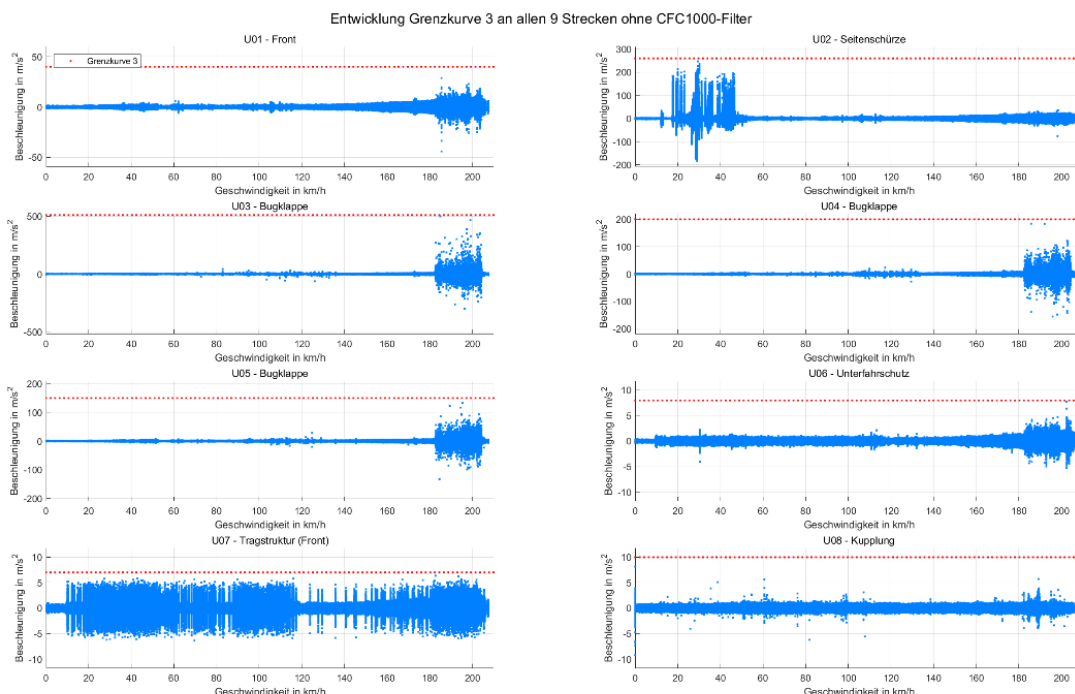 Entwicklung Grenzkurve 3 an allen 9 Strecken ohne CFC1000-Filter
U01 - Front
Beschleunigung in m/s²
50
0
-50
Grenzkurve 3
0 20 40 60 80 100 120 140 160 180 200
Geschwindigkeit in km/h
U02 - Seitenschürze
Beschleunigung in m/s²
300
200
100
0
-100
-200
0 20 40 60 80 100 120 140 160 180 200
Geschwindigkeit in km/h
U03 - Bugklappe
Beschleunigung in m/s²
500
0
-500
0 20 40 60 80 100 120 140 160 180 200
Geschwindigkeit in km/h
U04 - Bugklappe
Beschleunigung in m/s²
200
100
0
-100
-200
0 20 40 60 80 100 120 140 160 180 200
Geschwindigkeit in km/h
U05 - Bugklappe
Beschleunigung in m/s²
200
100
0
-100
-200
0 20 40 60 80 100 120 140 160 180 200
Geschwindigkeit in km/h
U06 - Unterfahrschutz
Beschleunigung in m/s²
10
5
0
-5
-10
0 20 40 60 80 100 120 140 160 180 200
Geschwindigkeit in km/h
U07 - Tragstruktur (Front)
Beschleunigung in m/s²
10
5
0
-5
-10
0 20 40 60 80 100 120 140 160 180 200
Geschwindigkeit in km/h
U08 - Kupplung
Beschleunigung in m/s²
10
5
0
-5
-10
0 20 40 60 80 100 120 140 160 180 200
Geschwindigkeit in km/h